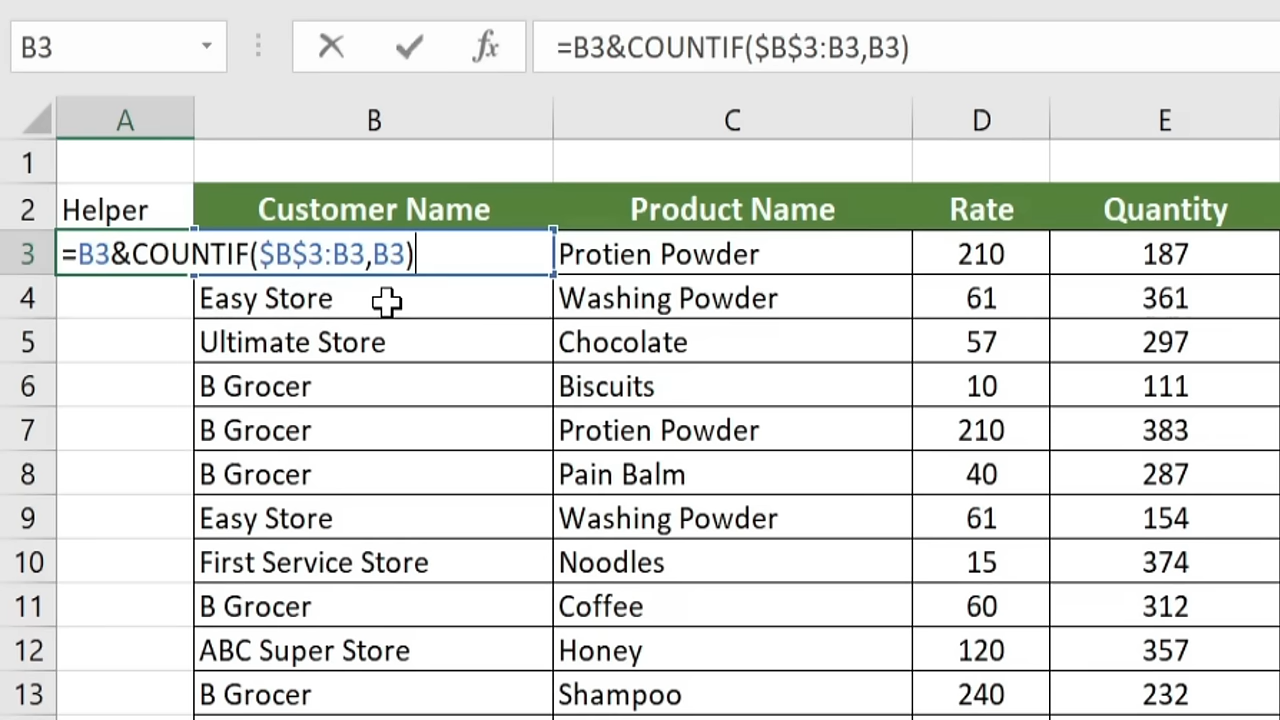 B3 fx =B3&COUNTIF($B$3:B3,B3)
A B C D E
1
2 Helper Customer Name Product Name Rate Quantity
3 =B3&COUNTIF($B$3:B3,B3) Protien Powder 210 187
4 Easy Store Washing Powder 61 361
5 Ultimate Store Chocolate 57 297
6 B Grocer Biscuits 10 111
7 B Grocer Protien Powder 210 383
8 B Grocer Pain Balm 40 287
9 Easy Store Washing Powder 61 154
10 First Service Store Noodles 15 374
11 B Grocer Coffee 60 312
12 ABC Super Store Honey 120 357
13 B Grocer Shampoo 240 232